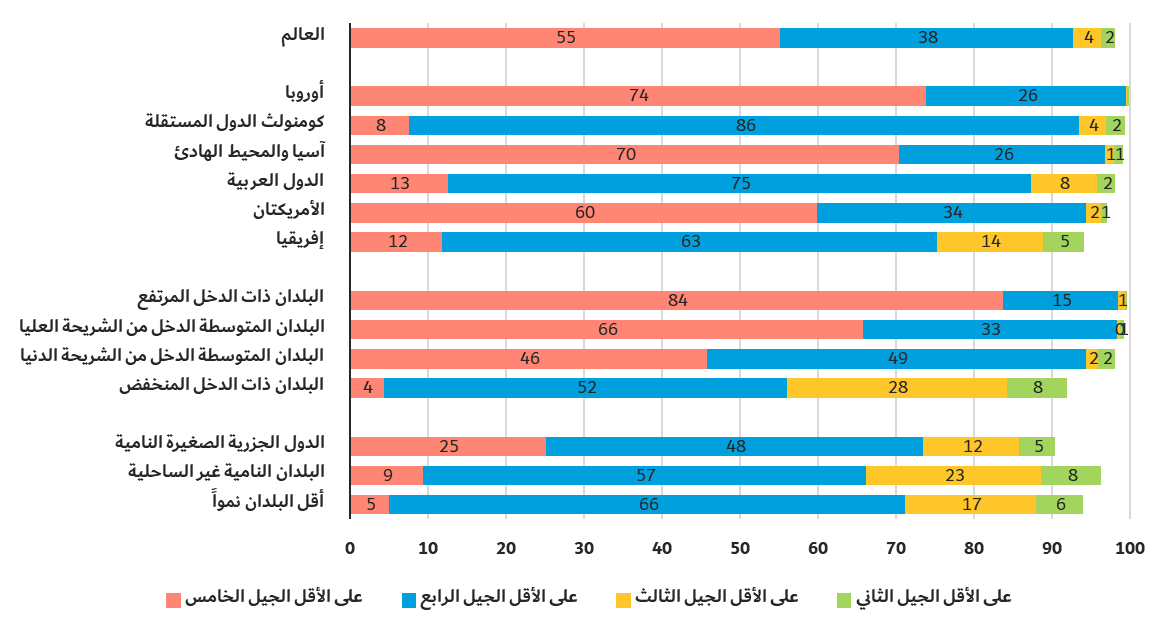 العالم 55 38 4 2
أوروبا 74 26
كومنولث الدول المستقلة 8 86 4 2
آسيا والمحيط الهادئ 70 26 1 1
الدول العربية 13 75 8 2
الأمريكتان 60 34 2 1
إفريقيا 12 63 14 5
البلدان ذات الدخل المرتفع 84 15 1
البلدان المتوسطة الدخل من الشريحة العليا 66 33 0 1
البلدان المتوسطة الدخل من الشريحة الدنيا 46 49 2 2
البلدان ذات الدخل المنخفض 4 52 28 8
الدول الجزرية الصغيرة النامية 25 48 12 5
البلدان النامية غير الساحلية 9 57 23 8
أقل البلدان نمواً 5 66 17 6
0 10 20 30 40 50 60 70 80 90 100
على الأقل الجيل الخامس على الأقل الجيل الرابع على الأقل الجيل الثالث على الأقل الجيل الثاني